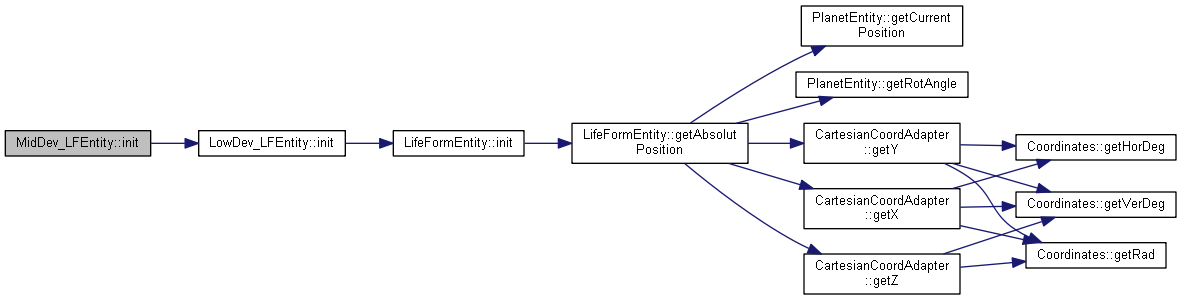 MidDev_LFEntity::init
LowDev_LFEntity::init
LifeFormEntity::init
LifeFormEntity::getAbsolut
Position
PlanetEntity::getCurrent
Position
PlanetEntity::getRotAngle
CartesianCoordAdapter
::getY
CartesianCoordAdapter
::getX
CartesianCoordAdapter
::getZ
Coordinates::getHorDeg
Coordinates::getVerDeg
Coordinates::getRad